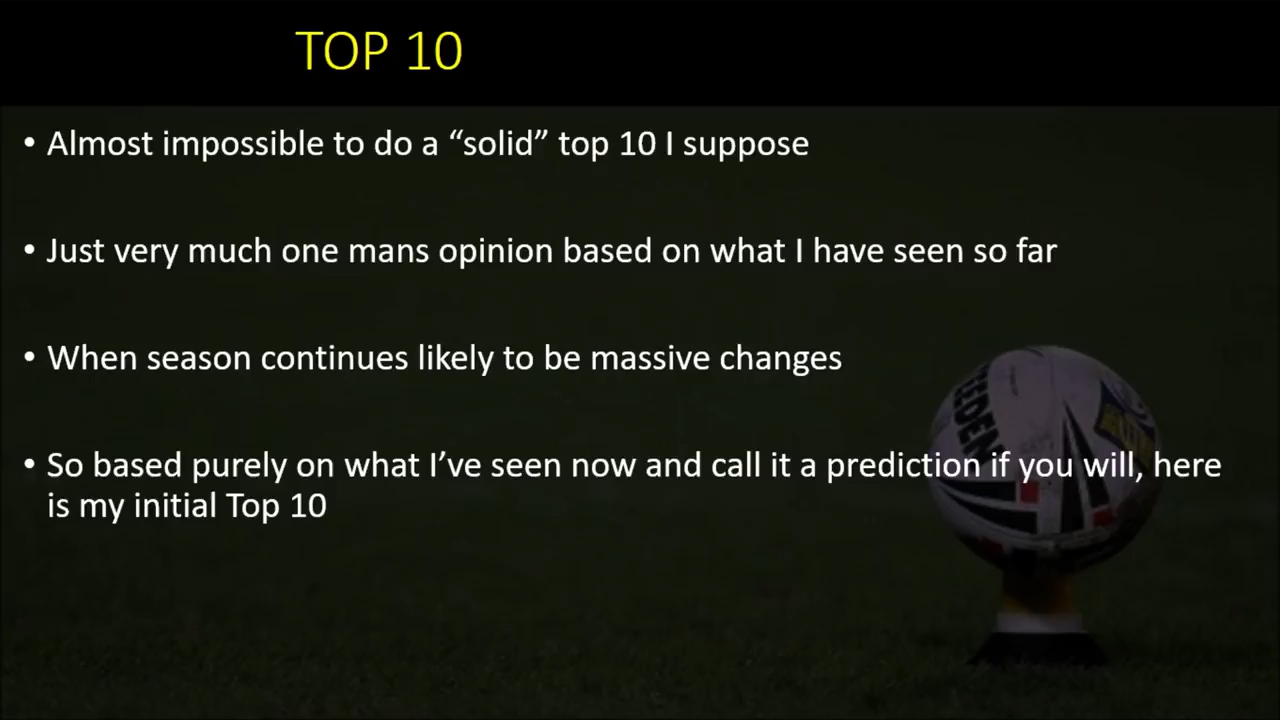 TOP 10
• Almost impossible to do a “solid” top 10 I suppose
• Just very much one mans opinion based on what I have seen so far
• When season continues likely to be massive changes
• So based purely on what I’ve seen now and call it a prediction if you will, here
is my initial Top 10